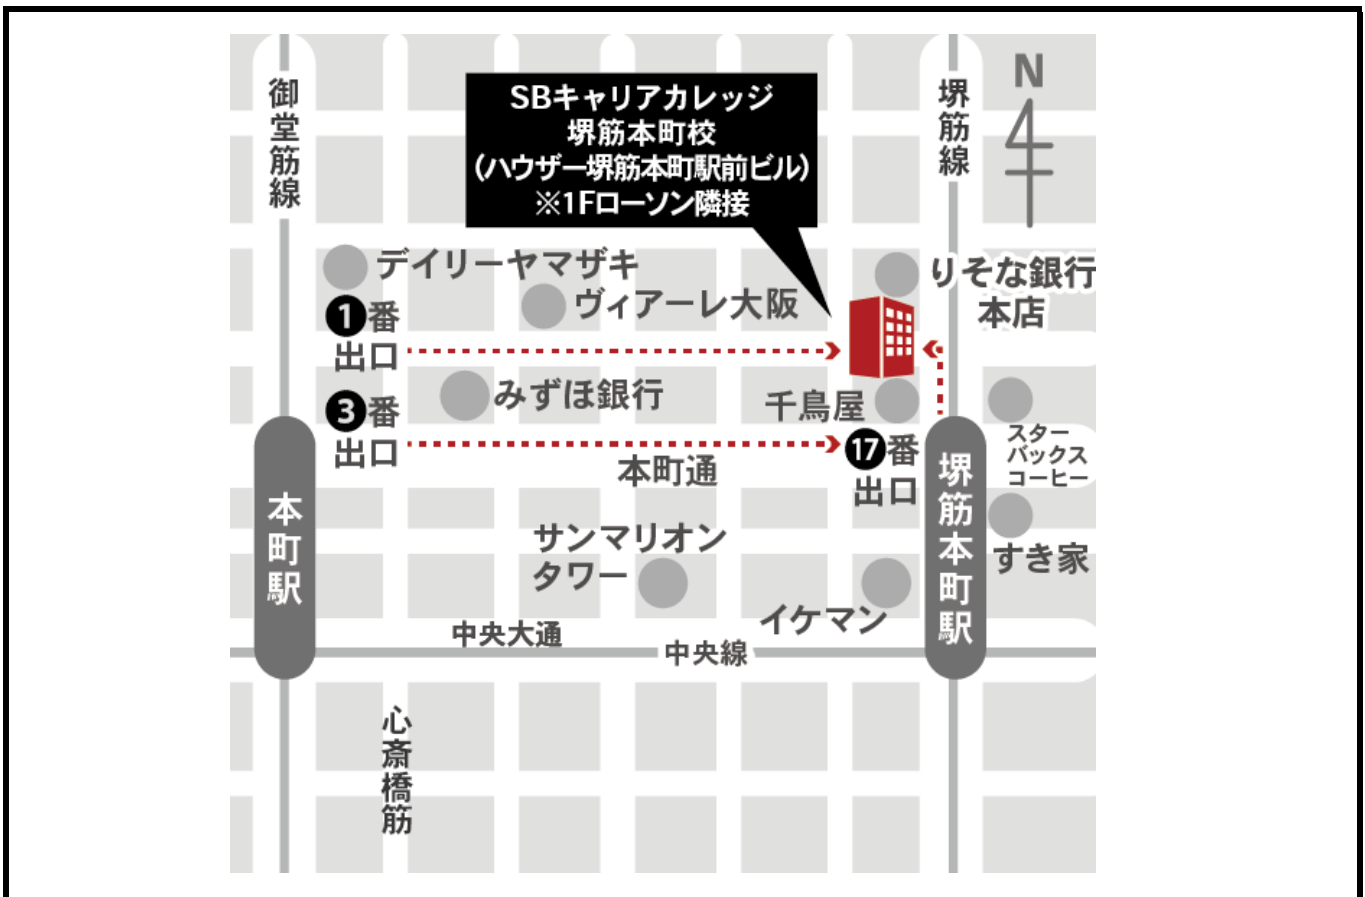 N
御堂筋線
SBキャリアカレッジ
堺筋本町校
(ハウザー堺筋本町駅前ビル)
※1Fローソン隣接
堺筋線
デイリーヤマザキ
ヴィアーレ大阪
りそな銀行
本店
1番
出口
みずほ銀行
千鳥屋
3番
出口
本町通
17番
出口
スター
バックス
コーヒー
本町駅
堺筋本町駅
サンマリオン
タワー
すき家
イケマン
中央大通
中央線
心斎橋筋